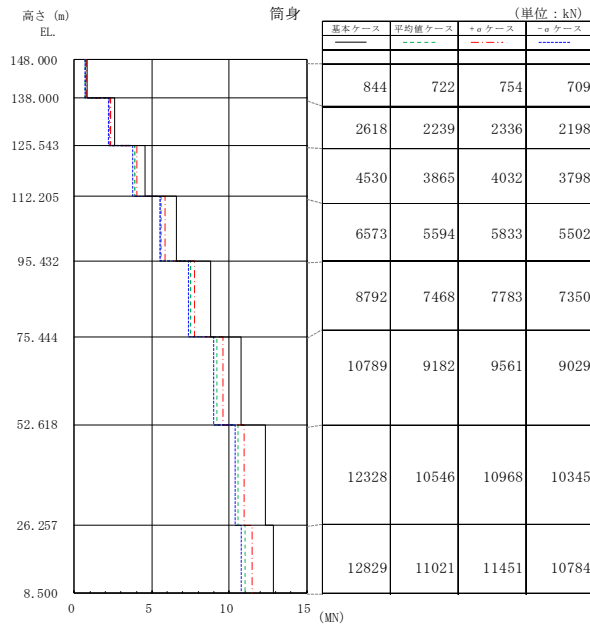 高さ (m) 筒身 (単位：kN)
EL. 基本ケース 平均値ケース +σケース -σケース
148.000
844 722 754 709
138.000
2618 2239 2336 2198
125.543
4530 3865 4032 3798
112.205
6573 5594 5833 5502
95.432
8792 7468 7783 7350
75.444
10789 9182 9561 9029
52.618
12328 10546 10968 10345
26.257
12829 11021 11451 10784
8.500
0 5 10 15
(MN)